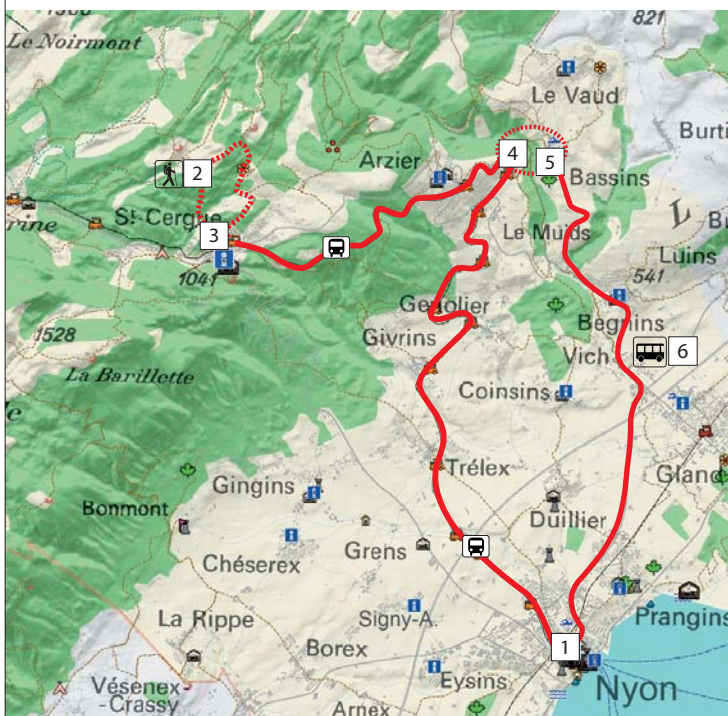 821
Le Noirmont
Le Vaud
Burti
4
5
2
Arzier
Bassins
St-Cergue
3
Le Muids
L
Luins
1041
541
Genolier
Begnins
1528
Givrins
Vich
6
La Barillette
Coinsins
Trélex
Gland
Gingins
Bonmont
Duillier
Grens
Chéserex
La Rippe
Signy-A.
Prangins
Borex
1
Eysins
Vésenex
-Crassy
Arnex
Nyon